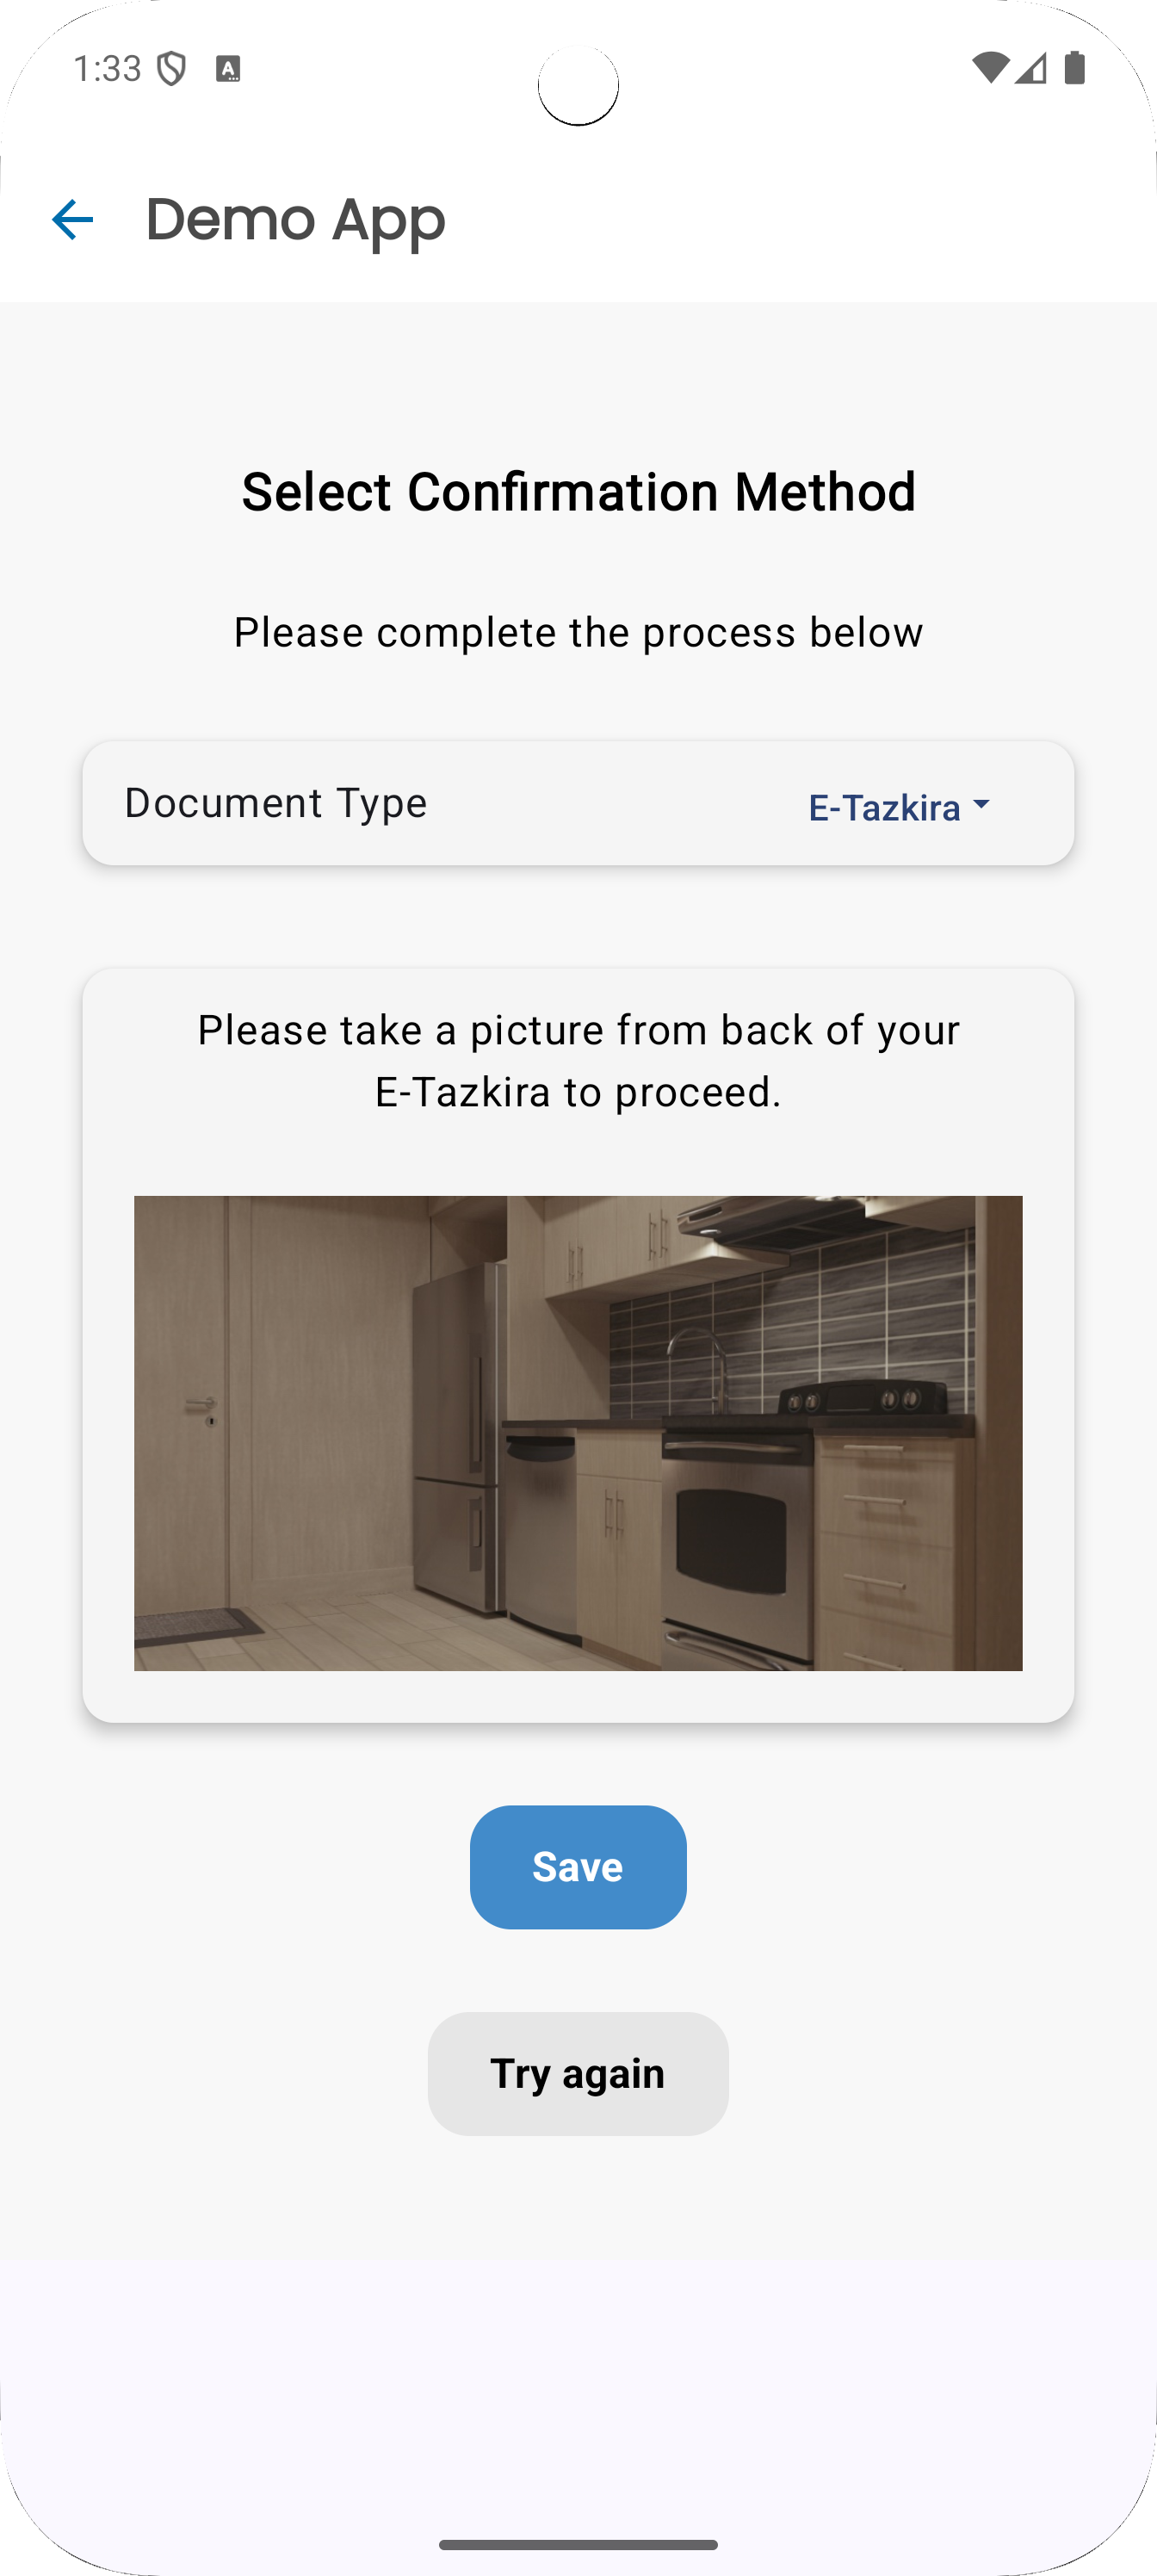 1:33
Demo App
Select Confirmation Method
Please complete the process below
Document Type
E-Tazkira
Please take a picture from back of your
E-Tazkira to proceed.
Save
Try again